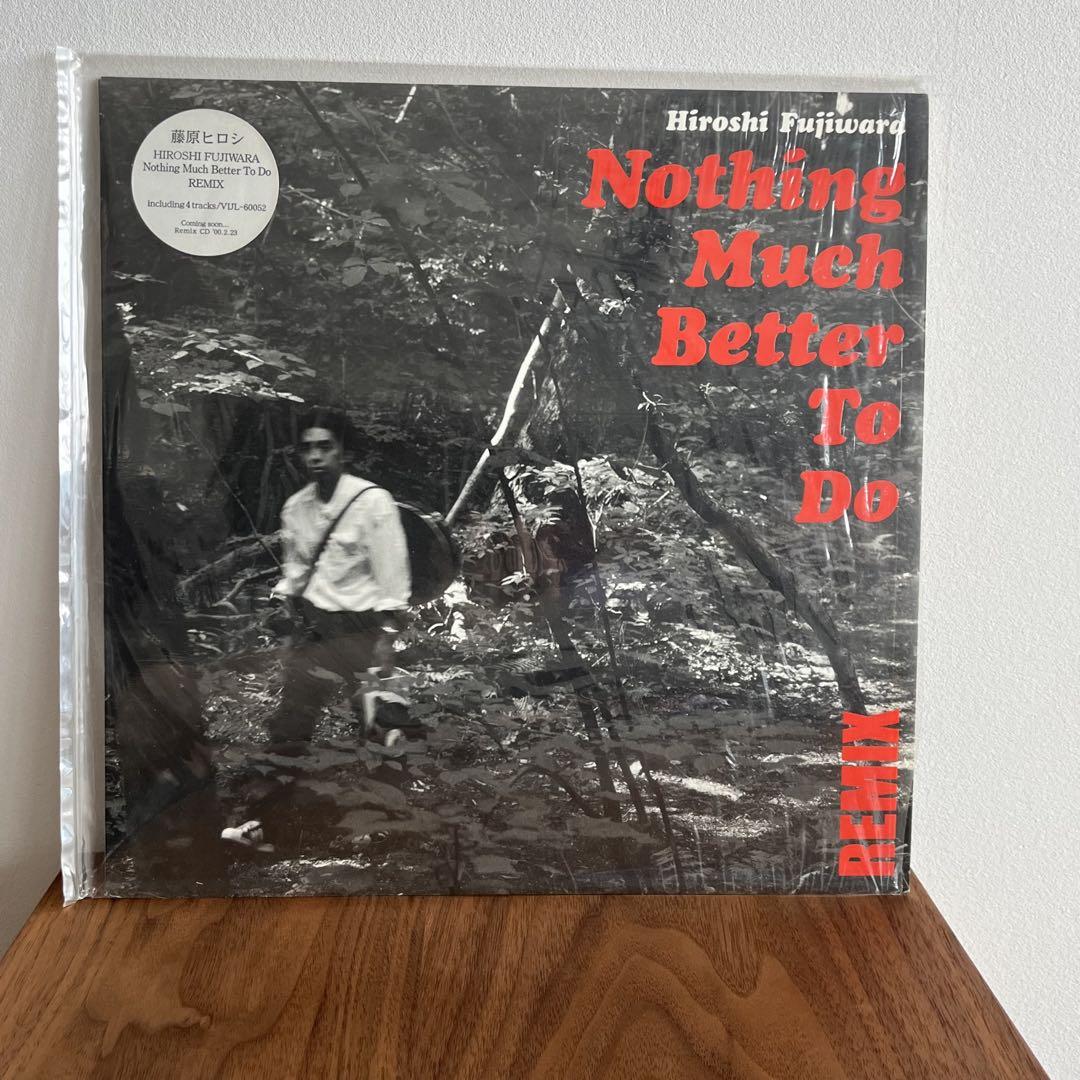 藤原ヒロシ
HIROSHI FUJIWARA
Nothing Much Better To Do
REMIX
including 4 tracks/VIJL-60052
Coming soon...
Remix CD '00.2.23
Hiroshi Fujiwara
Nothing
Much
Better
To
Do
REMIX